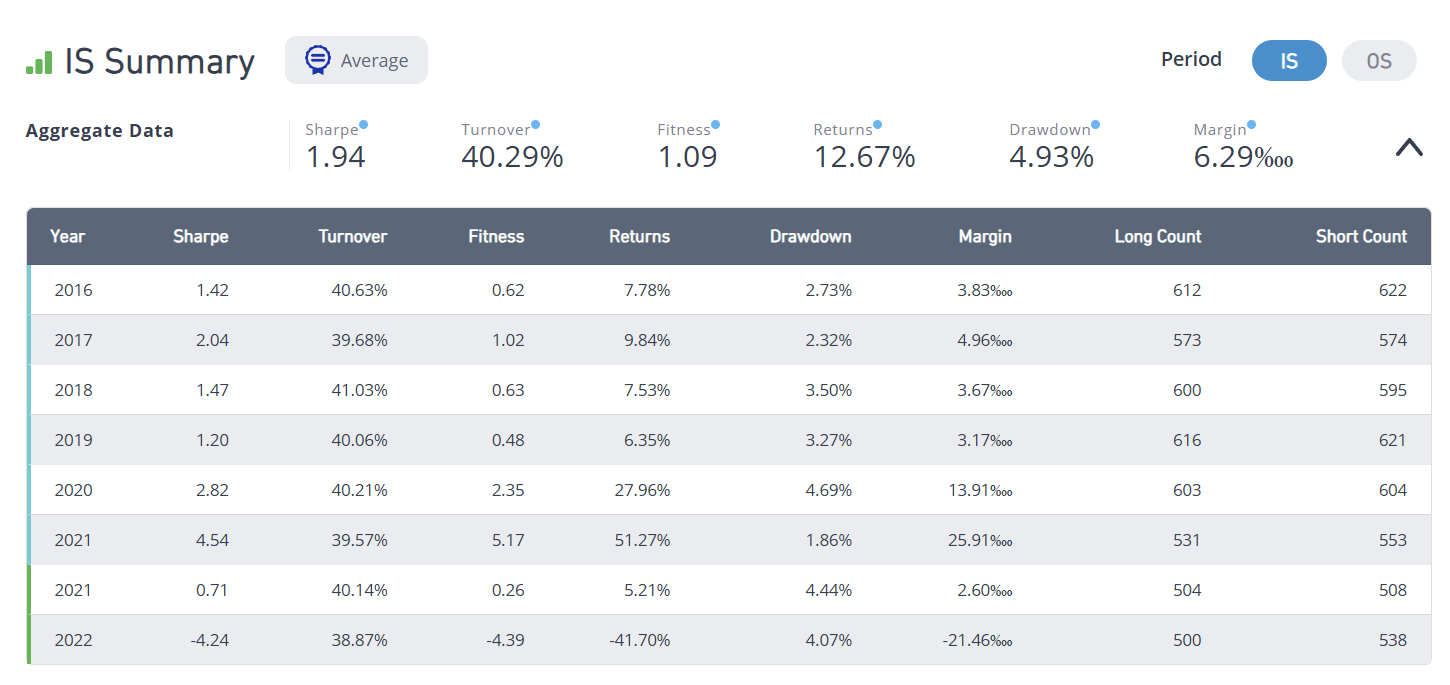 IS Summary Average Period IS OS
Aggregate Data Sharpe Turnover Fitness Returns Drawdown Margin
1.94 40.29% 1.09 12.67% 4.93% 6.29‱
Year Sharpe Turnover Fitness Returns Drawdown Margin Long Count Short Count
2016 1.42 40.63% 0.62 7.78% 2.73% 3.83‱ 612 622
2017 2.04 39.68% 1.02 9.84% 2.32% 4.96‱ 573 574
2018 1.47 41.03% 0.63 7.53% 3.50% 3.67‱ 600 595
2019 1.20 40.06% 0.48 6.35% 3.27% 3.17‱ 616 621
2020 2.82 40.21% 2.35 27.96% 4.69% 13.91‱ 603 604
2021 4.54 39.57% 5.17 51.27% 1.86% 25.91‱ 531 553
2021 0.71 40.14% 0.26 5.21% 4.44% 2.60‱ 504 508
2022 -4.24 38.87% -4.39 -41.70% 4.07% -21.46‱ 500 538